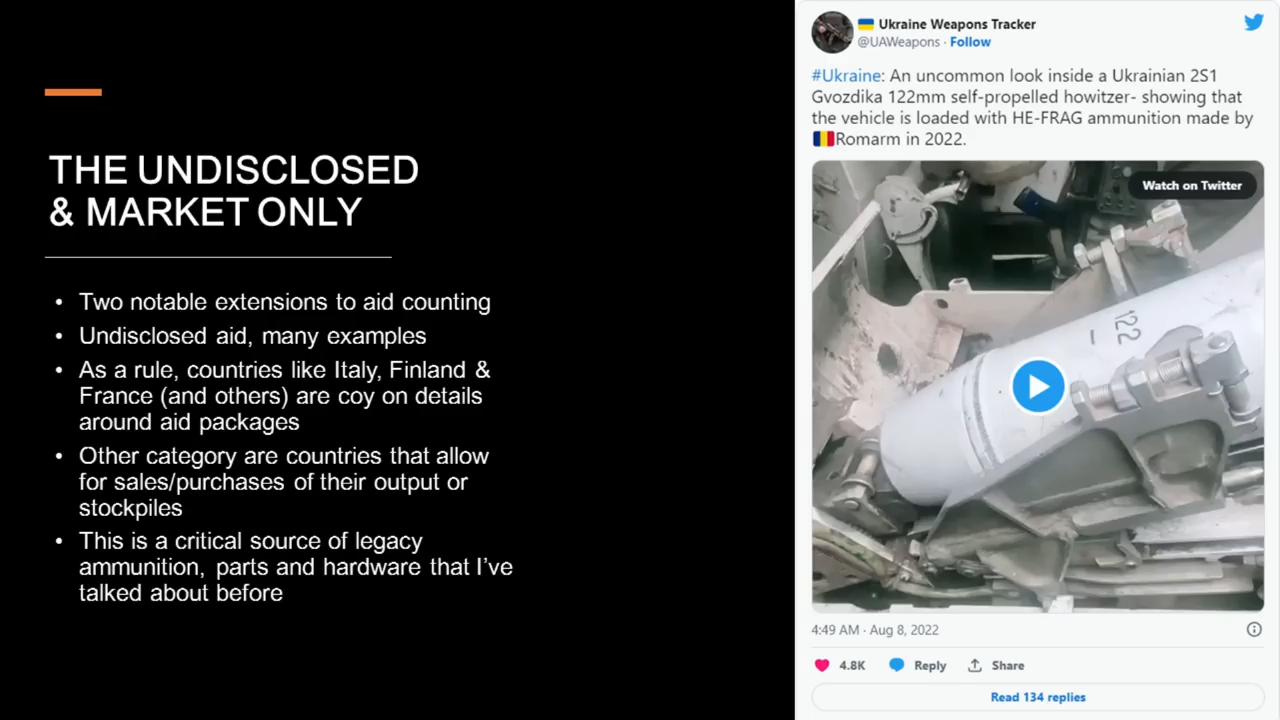 THE UNDISCLOSED
& MARKET ONLY
• Two notable extensions to aid counting
• Undisclosed aid, many examples
• As a rule, countries like Italy, Finland &
France (and others) are coy on details
around aid packages
• Other category are countries that allow
for sales/purchases of their output or
stockpiles
• This is a critical source of legacy
ammunition, parts and hardware that I’ve
talked about before
🇺🇦 Ukraine Weapons Tracker
@UAWeapons · Follow
#Ukraine: An uncommon look inside a Ukrainian 2S1
Gvozdika 122mm self-propelled howitzer- showing that
the vehicle is loaded with HE-FRAG ammunition made by
🇷🇴Romarm in 2022.
Watch on Twitter
122
4:49 AM · Aug 8, 2022
4.8K Reply Share
Read 134 replies